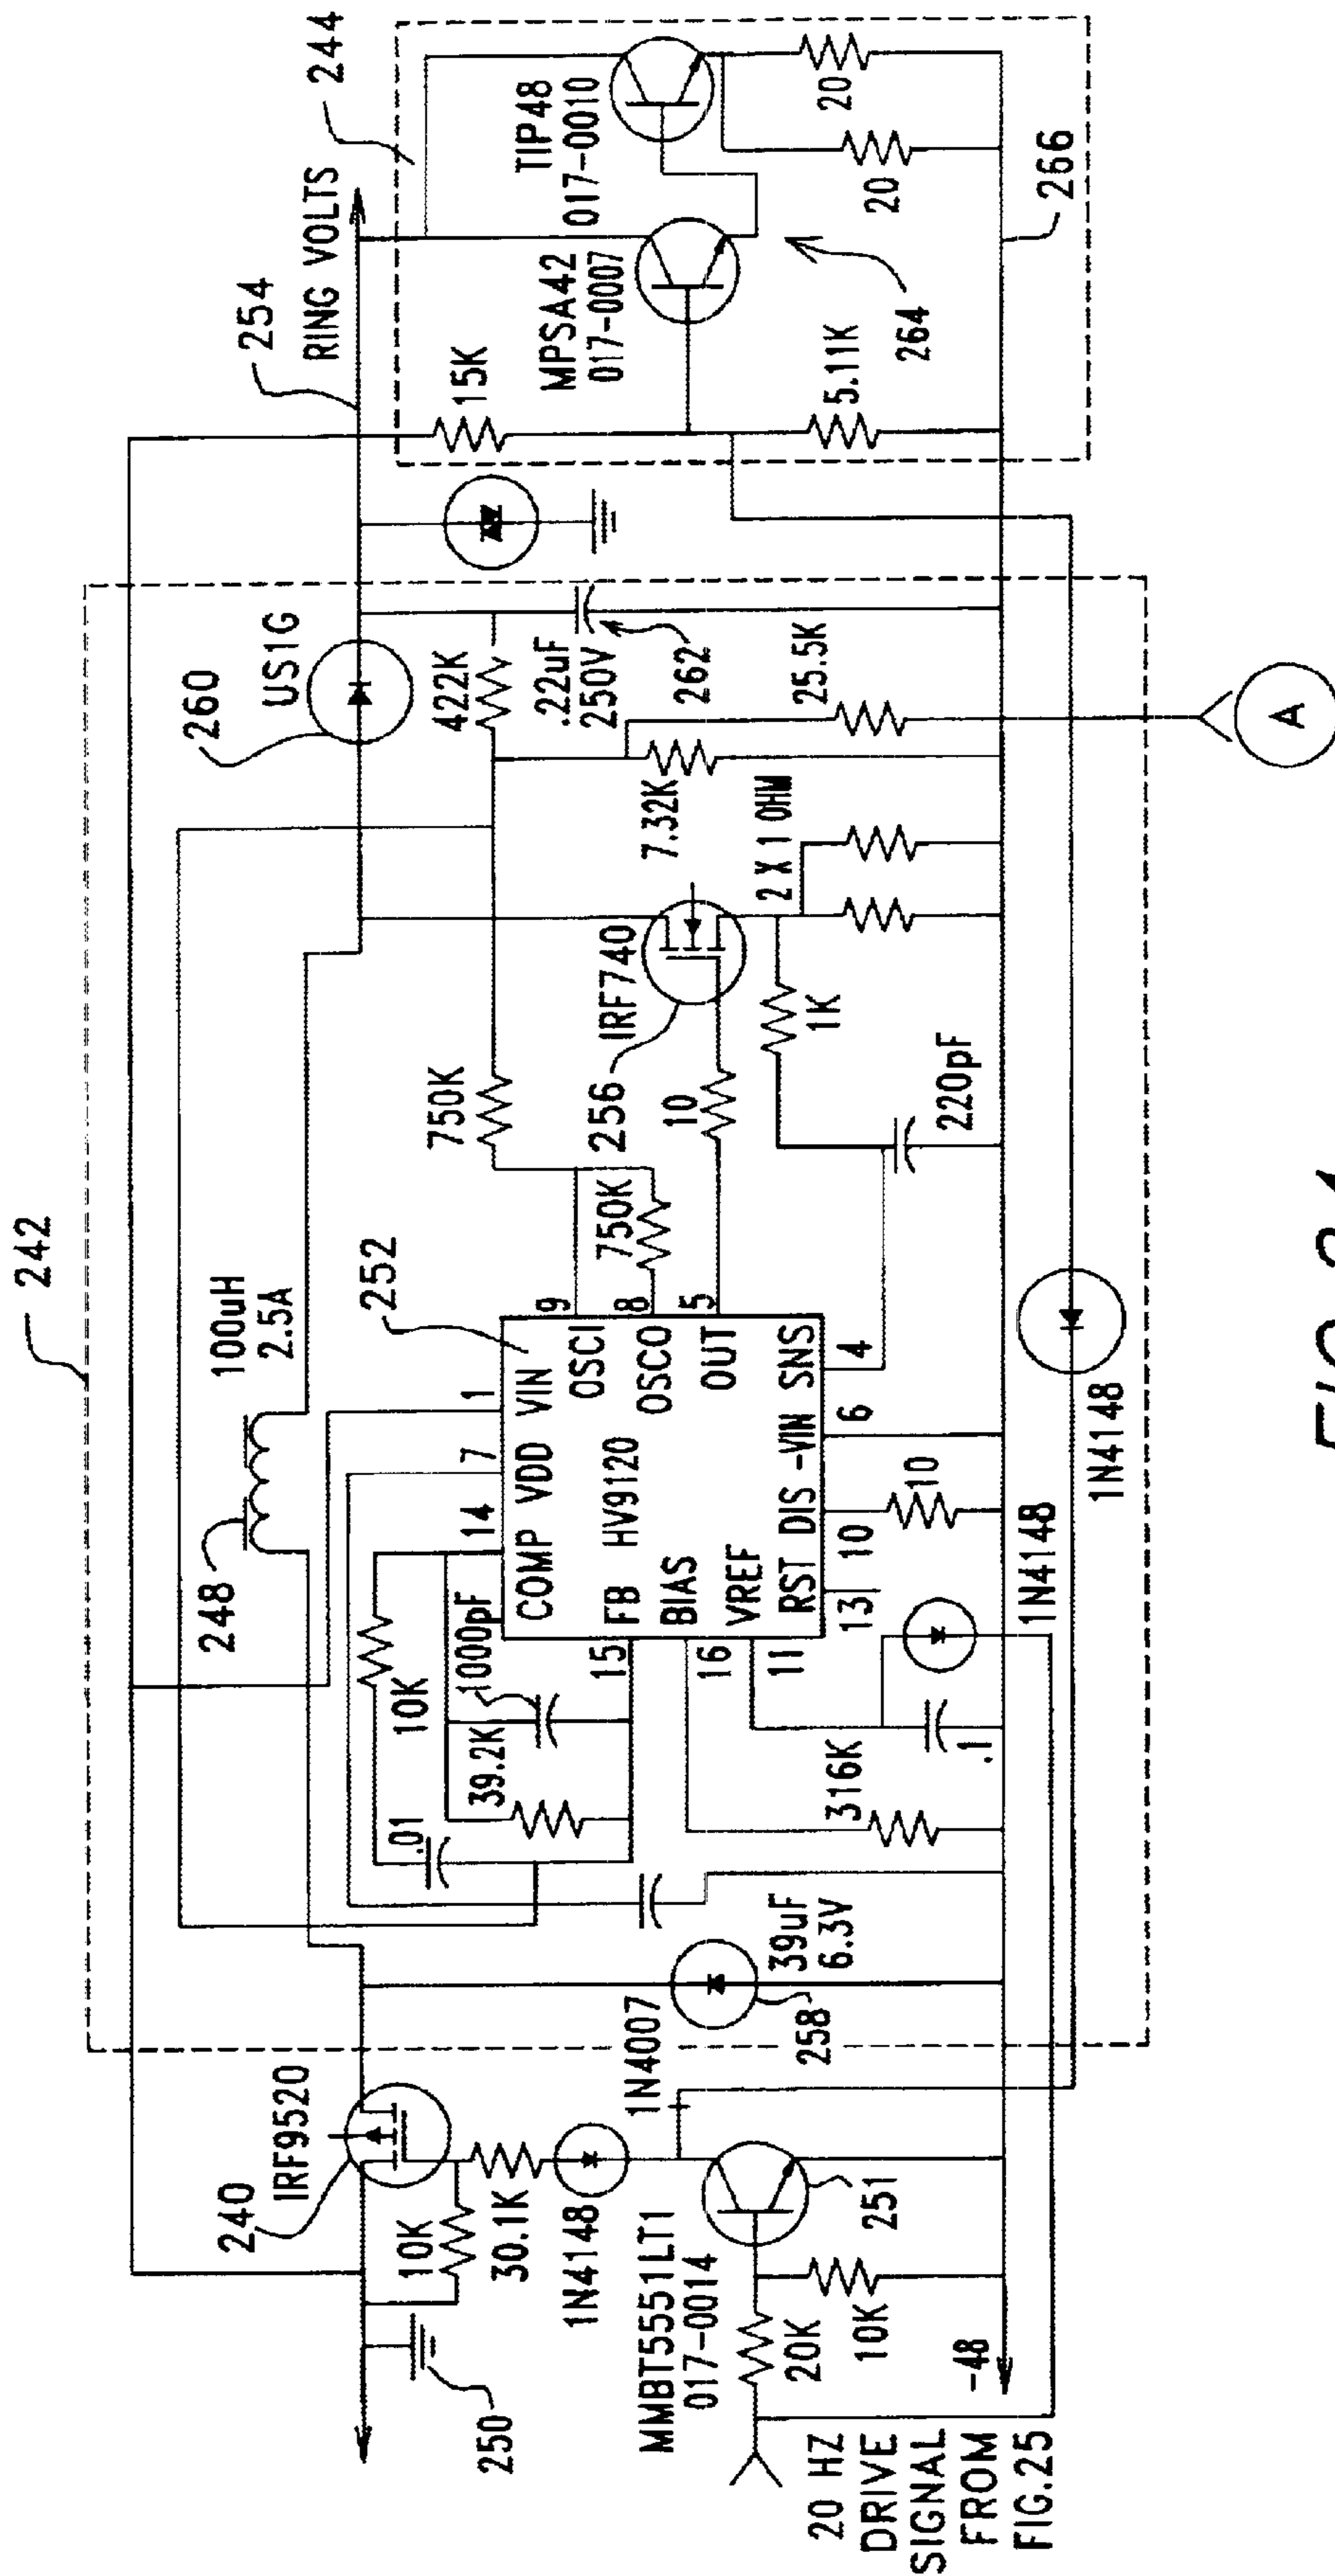 242
244
254
RING VOLTS
260
US1G
248
100uH
2.5A
240
IRF9520
250
10K
30.1K
1N4148
1N4007
MMBT5551LT1
017-0014
251
20K
10K
-48
20 HZ
DRIVE
SIGNAL
FROM
FIG.25
258
39uF
6.3V
.01
10K
39.2K
1000pF
316K
.1
1N4148
252
14
7
1
COMP VDD VIN
9
OSCI
8
OSCO
5
OUT
FB HV9120
15
BIAS
16
VREF
11
RST DIS -VIN SNS
13
10
6
4
10
750K
750K
256
IRF740
10
1K
220pF
2 X 1 OHM
7.32K
25.5K
422K
.22uF
250V
262
A
1N4148
15K
5.11K
MPSA42
017-0007
TIP48
017-0010
264
20
20
266